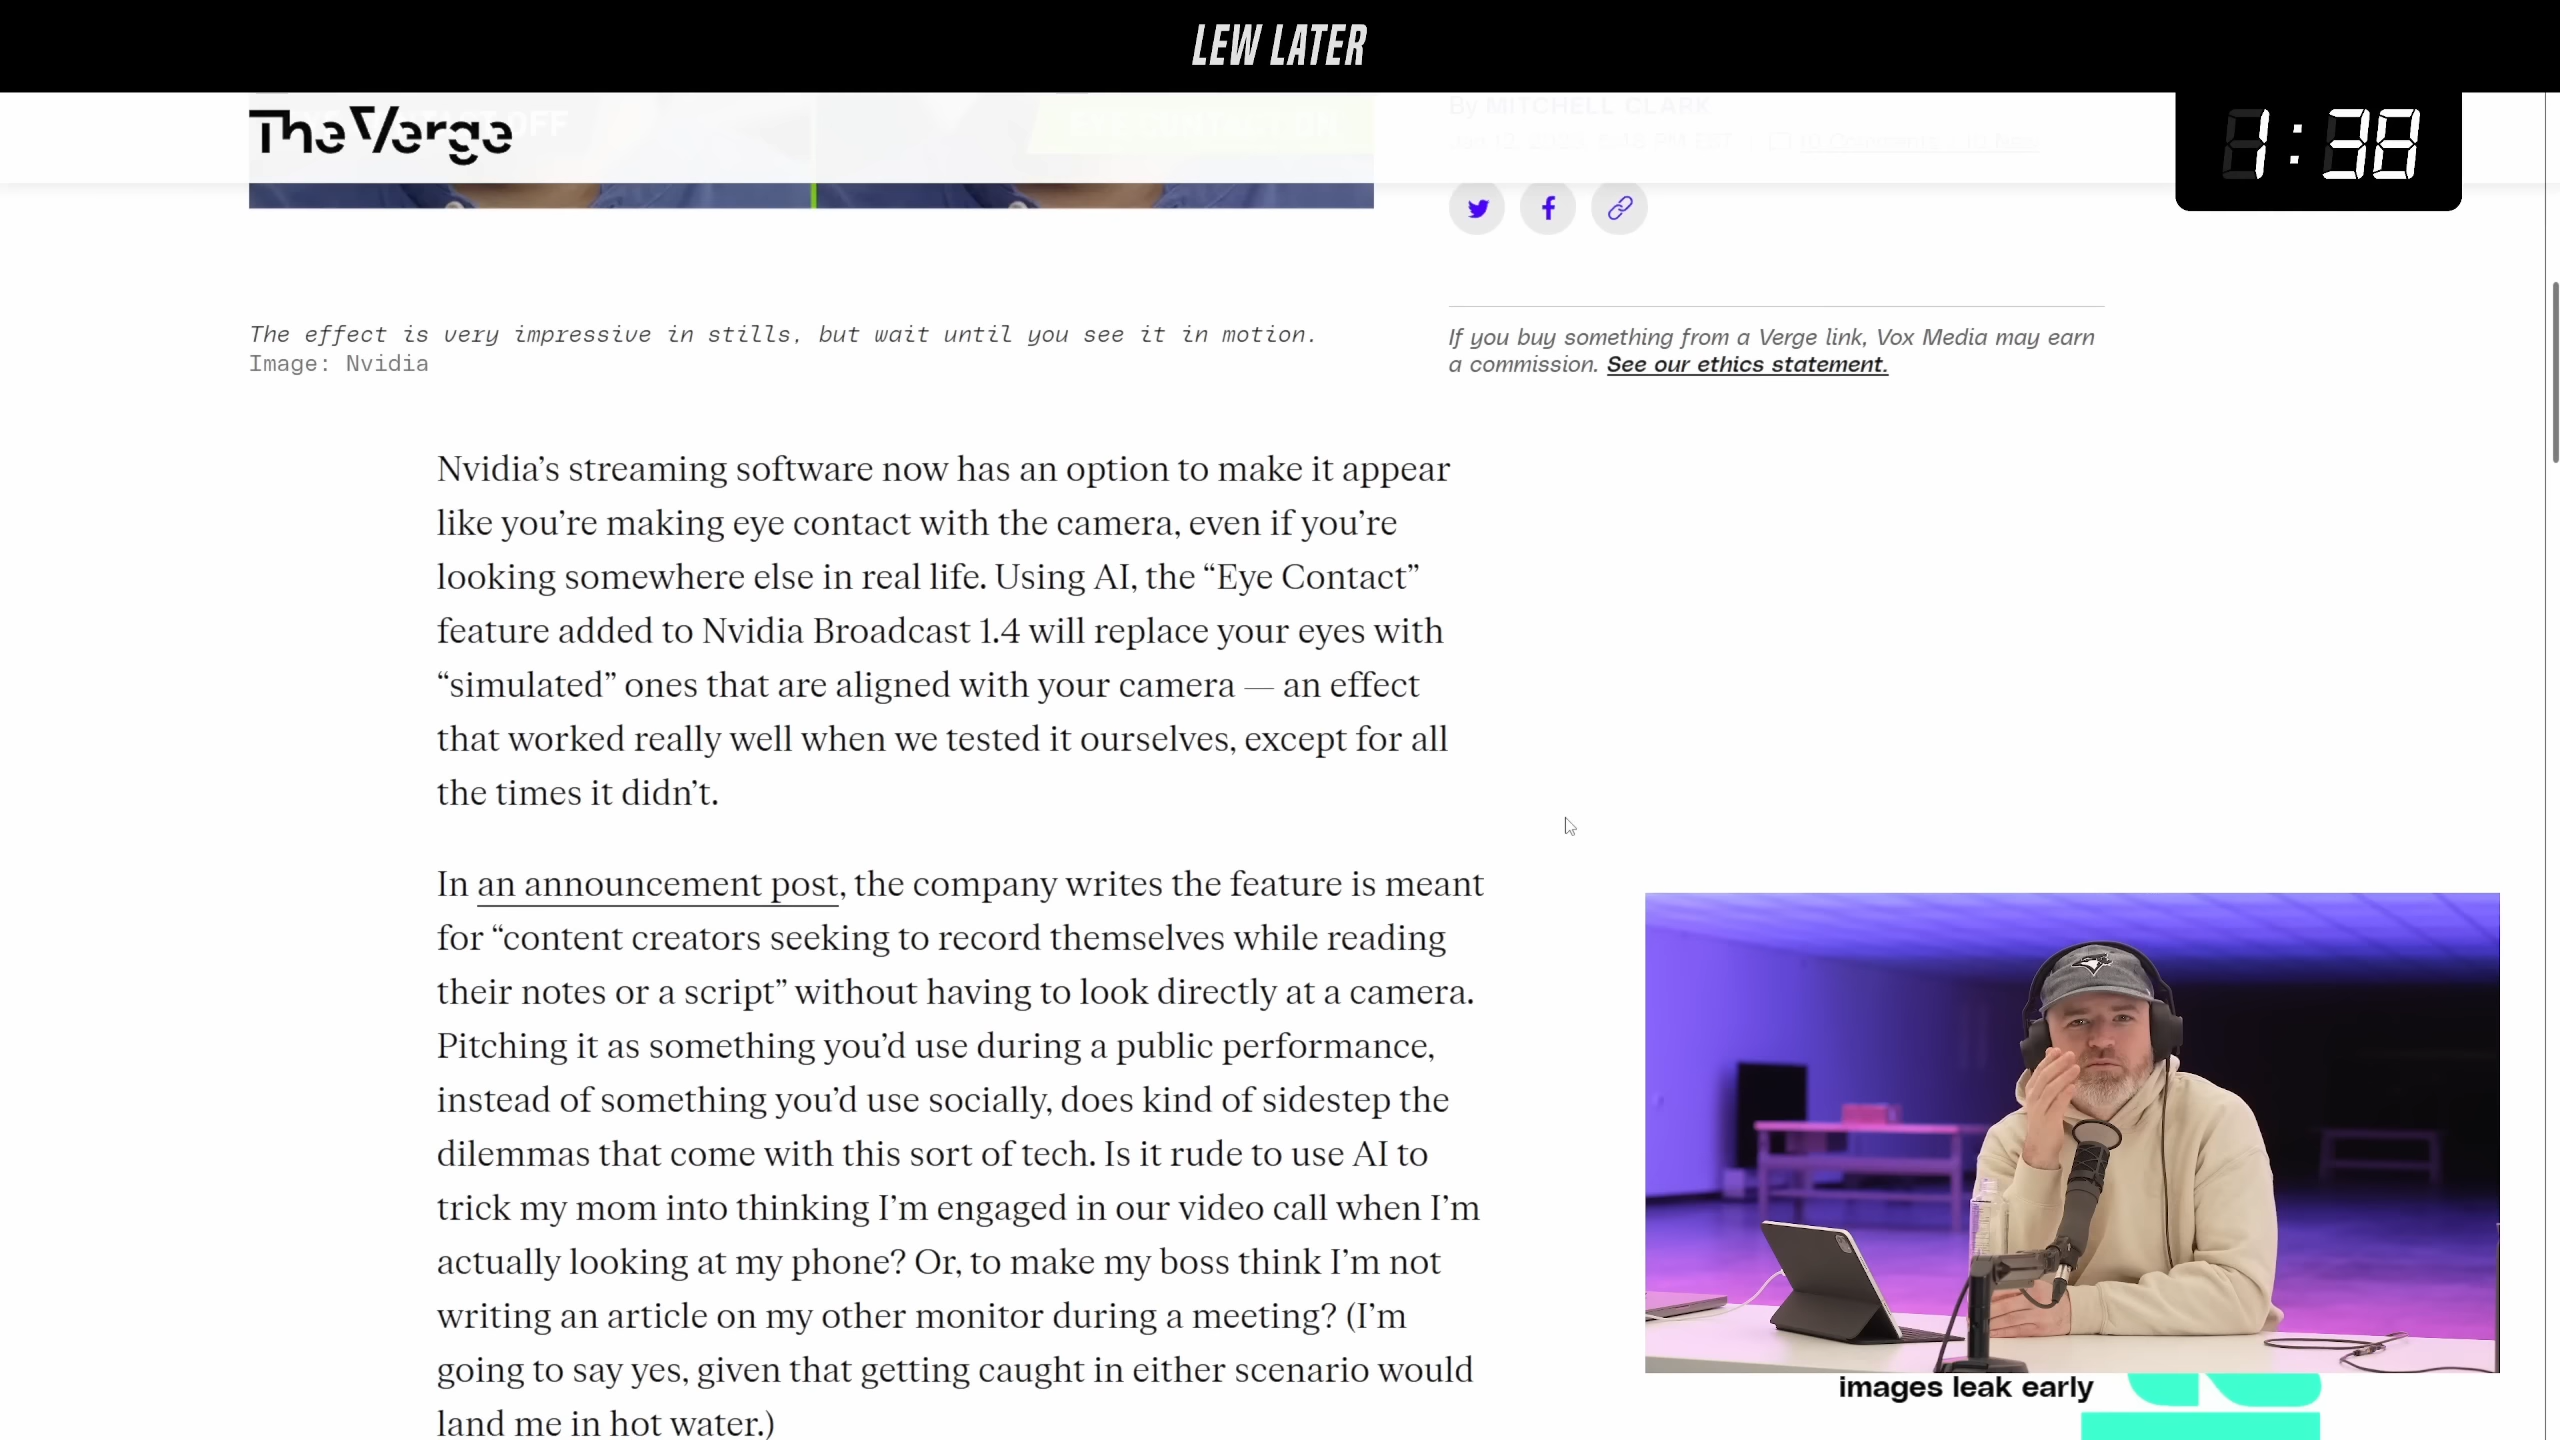 LEW LATER
The Verge
OFF
By MITCHELL CLARK
1:38
The effect is very impressive in stills, but wait until you see it in motion.
Image: Nvidia
If you buy something from a Verge link, Vox Media may earn
a commission. See our ethics statement.
Nvidia’s streaming software now has an option to make it appear
like you’re making eye contact with the camera, even if you’re
looking somewhere else in real life. Using AI, the “Eye Contact”
feature added to Nvidia Broadcast 1.4 will replace your eyes with
“simulated” ones that are aligned with your camera — an effect
that worked really well when we tested it ourselves, except for all
the times it didn’t.
In an announcement post, the company writes the feature is meant
for “content creators seeking to record themselves while reading
their notes or a script” without having to look directly at a camera.
Pitching it as something you’d use during a public performance,
instead of something you’d use socially, does kind of sidestep the
dilemmas that come with this sort of tech. Is it rude to use AI to
trick my mom into thinking I’m engaged in our video call when I’m
actually looking at my phone? Or, to make my boss think I’m not
writing an article on my other monitor during a meeting? (I’m
going to say yes, given that getting caught in either scenario would
land me in hot water.)
images leak early